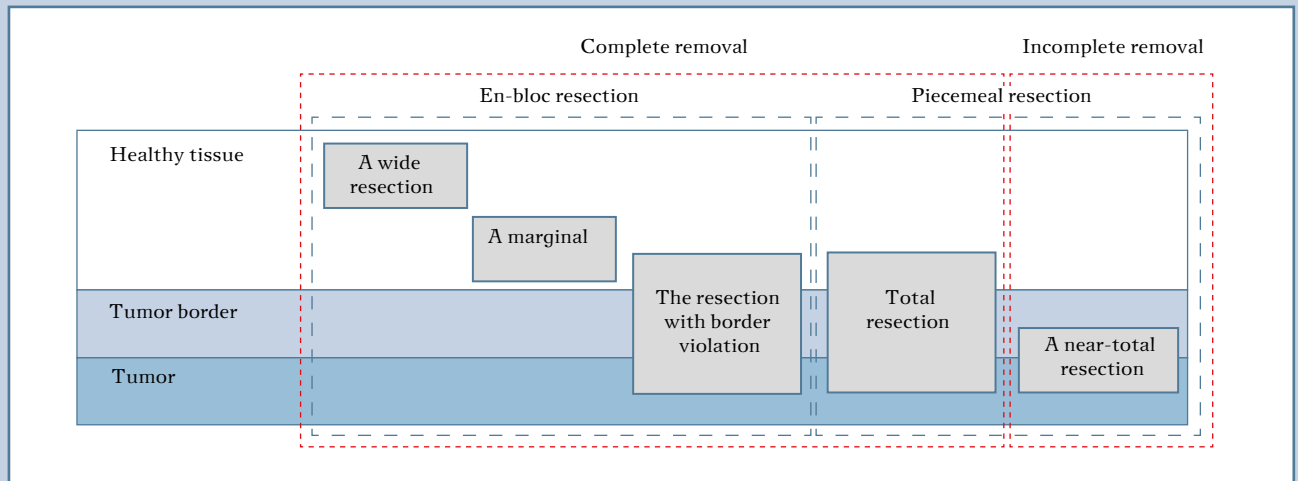 Complete removal
Incomplete removal
En-bloc resection
Piecemeal resection
Healthy tissue
A wide
resection
A marginal
Tumor border
The resection
with border
violation
Total
resection
A near-total
resection
Tumor